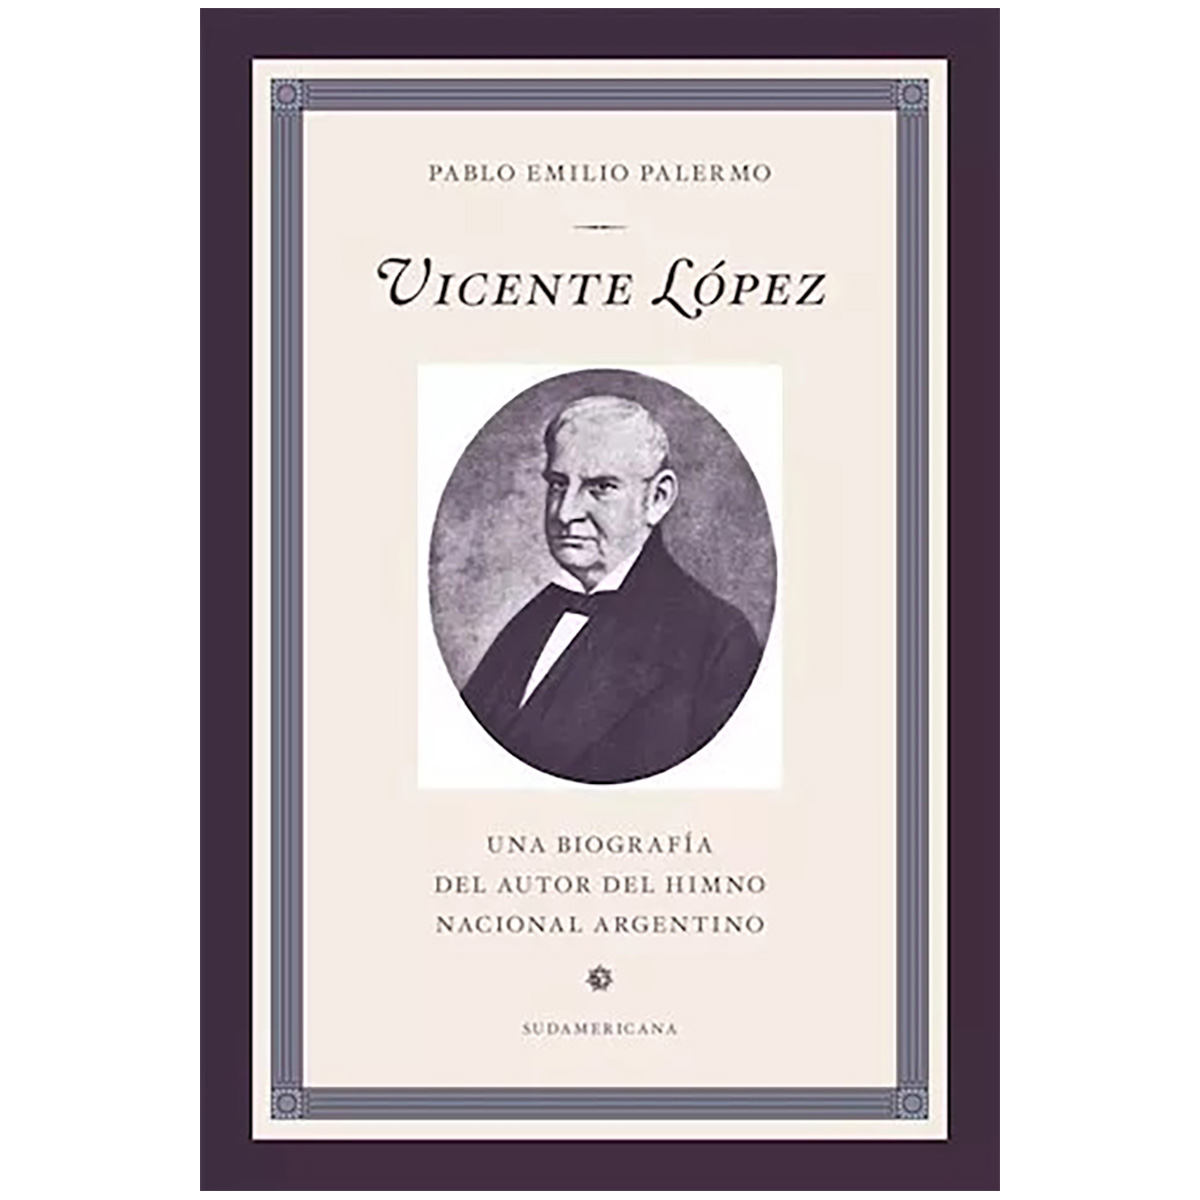 PABLO EMILIO PALERMO
VICENTE LÓPEZ
UNA BIOGRAFÍA
DEL AUTOR DEL HIMNO
NACIONAL ARGENTINO
SUDAMERICANA